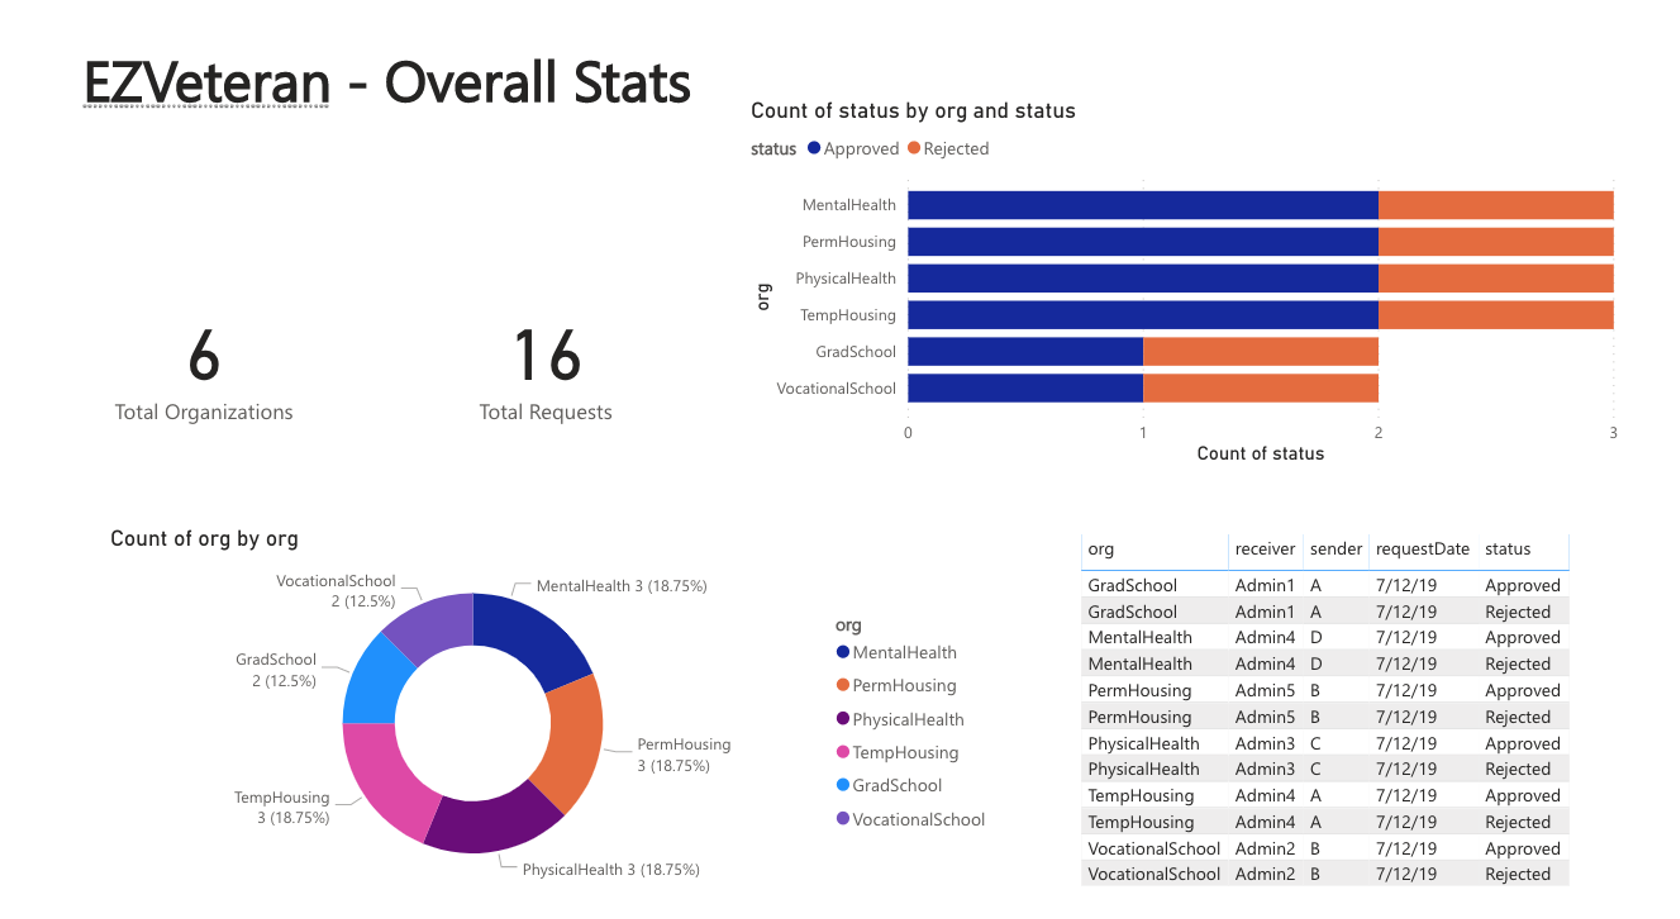 EZVeteran - Overall Stats
Count of status by org and status
status Approved Rejected
MentalHealth
PermHousing
PhysicalHealth
TempHousing
GradSchool
VocationalSchool
org
0 1 2 3
Count of status
6
Total Organizations
16
Total Requests
Count of org by org
VocationalSchool
2 (12.5%)
MentalHealth 3 (18.75%)
GradSchool
2 (12.5%)
PermHousing
3 (18.75%)
TempHousing
3 (18.75%)
PhysicalHealth 3 (18.75%)
org
MentalHealth
PermHousing
PhysicalHealth
TempHousing
GradSchool
VocationalSchool
org receiver sender requestDate status
GradSchool Admin1 A 7/12/19 Approved
GradSchool Admin1 A 7/12/19 Rejected
MentalHealth Admin4 D 7/12/19 Approved
MentalHealth Admin4 D 7/12/19 Rejected
PermHousing Admin5 B 7/12/19 Approved
PermHousing Admin5 B 7/12/19 Rejected
PhysicalHealth Admin3 C 7/12/19 Approved
PhysicalHealth Admin3 C 7/12/19 Rejected
TempHousing Admin4 A 7/12/19 Approved
TempHousing Admin4 A 7/12/19 Rejected
VocationalSchool Admin2 B 7/12/19 Approved
VocationalSchool Admin2 B 7/12/19 Rejected